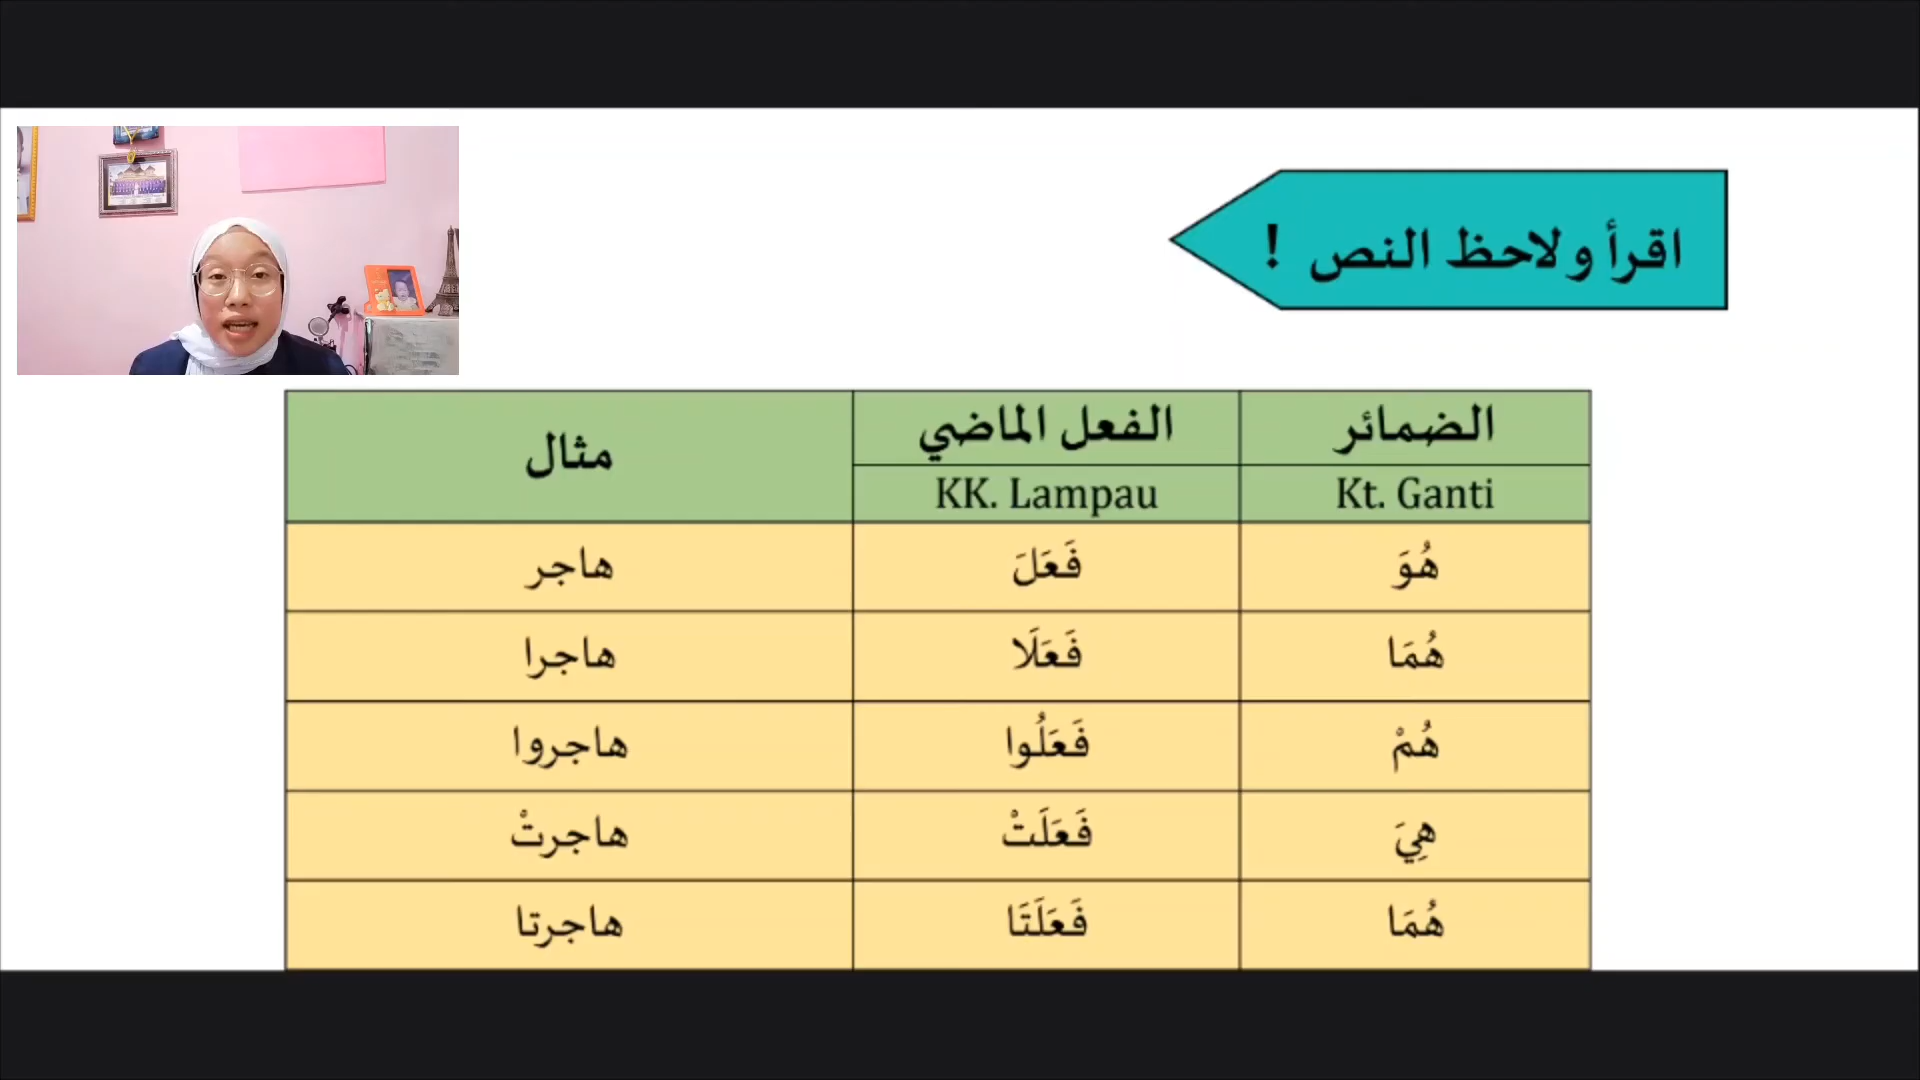 اقرأ ولاحظ النص !
الضمائر الفعل الماضي مثال
Kt. Ganti KK. Lampau
هُوَ فَعَلَ هاجر
هُمَا فَعَلَا هاجرا
هُمْ فَعَلُوا هاجروا
هِيَ فَعَلَتْ هاجرتْ
هُمَا فَعَلَتَا هاجرتا